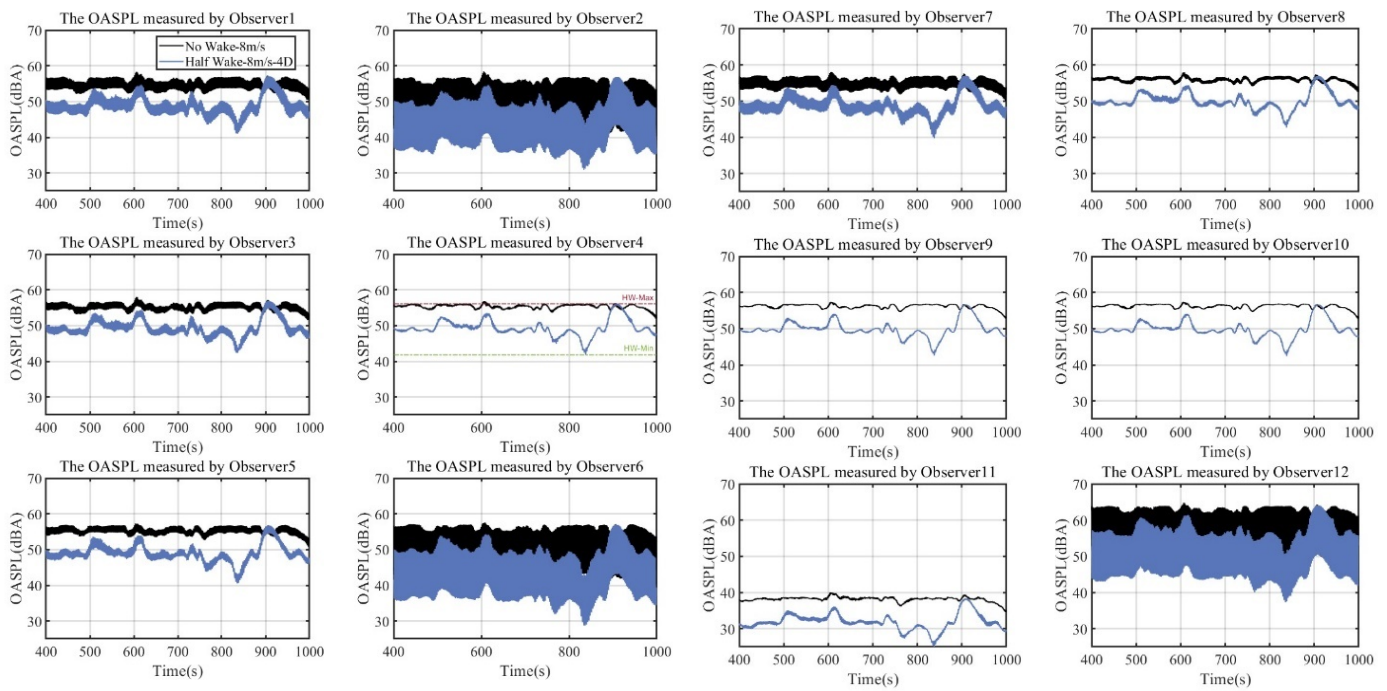 The OASPL measured by Observer1
70
60
50
40
30
OASPL(dBA)
No Wake-8m/s
Half Wake-8m/s-4D
400 500 600 700 800 900 1000
Time(s)
The OASPL measured by Observer2
70
60
50
40
30
OASPL(dBA)
400 600 800 1000
Time(s)
The OASPL measured by Observer7
70
60
50
40
30
OASPL(dBA)
400 500 600 700 800 900 1000
Time(s)
The OASPL measured by Observer8
70
60
50
40
30
OASPL(dBA)
400 500 600 700 800 900 1000
Time(s)
The OASPL measured by Observer3
70
60
50
40
30
OASPL(dBA)
400 500 600 700 800 900 1000
Time(s)
The OASPL measured by Observer4
70
60
50
40
30
OASPL(dBA)
HW-Max
HW-Min
400 600 800 1000
Time(s)
The OASPL measured by Observer9
70
60
50
40
30
OASPL(dBA)
400 500 600 700 800 900 1000
Time(s)
The OASPL measured by Observer10
70
60
50
40
30
OASPL(dBA)
400 500 600 700 800 900 1000
Time(s)
The OASPL measured by Observer5
70
60
50
40
30
OASPL(dBA)
400 500 600 700 800 900 1000
Time(s)
The OASPL measured by Observer6
70
60
50
40
30
OASPL(dBA)
400 600 800 1000
Time(s)
The OASPL measured by Observer11
70
60
50
40
30
OASPL(dBA)
400 500 600 700 800 900 1000
Time(s)
The OASPL measured by Observer12
70
60
50
40
30
OASPL(dBA)
400 500 600 700 800 900 1000
Time(s)